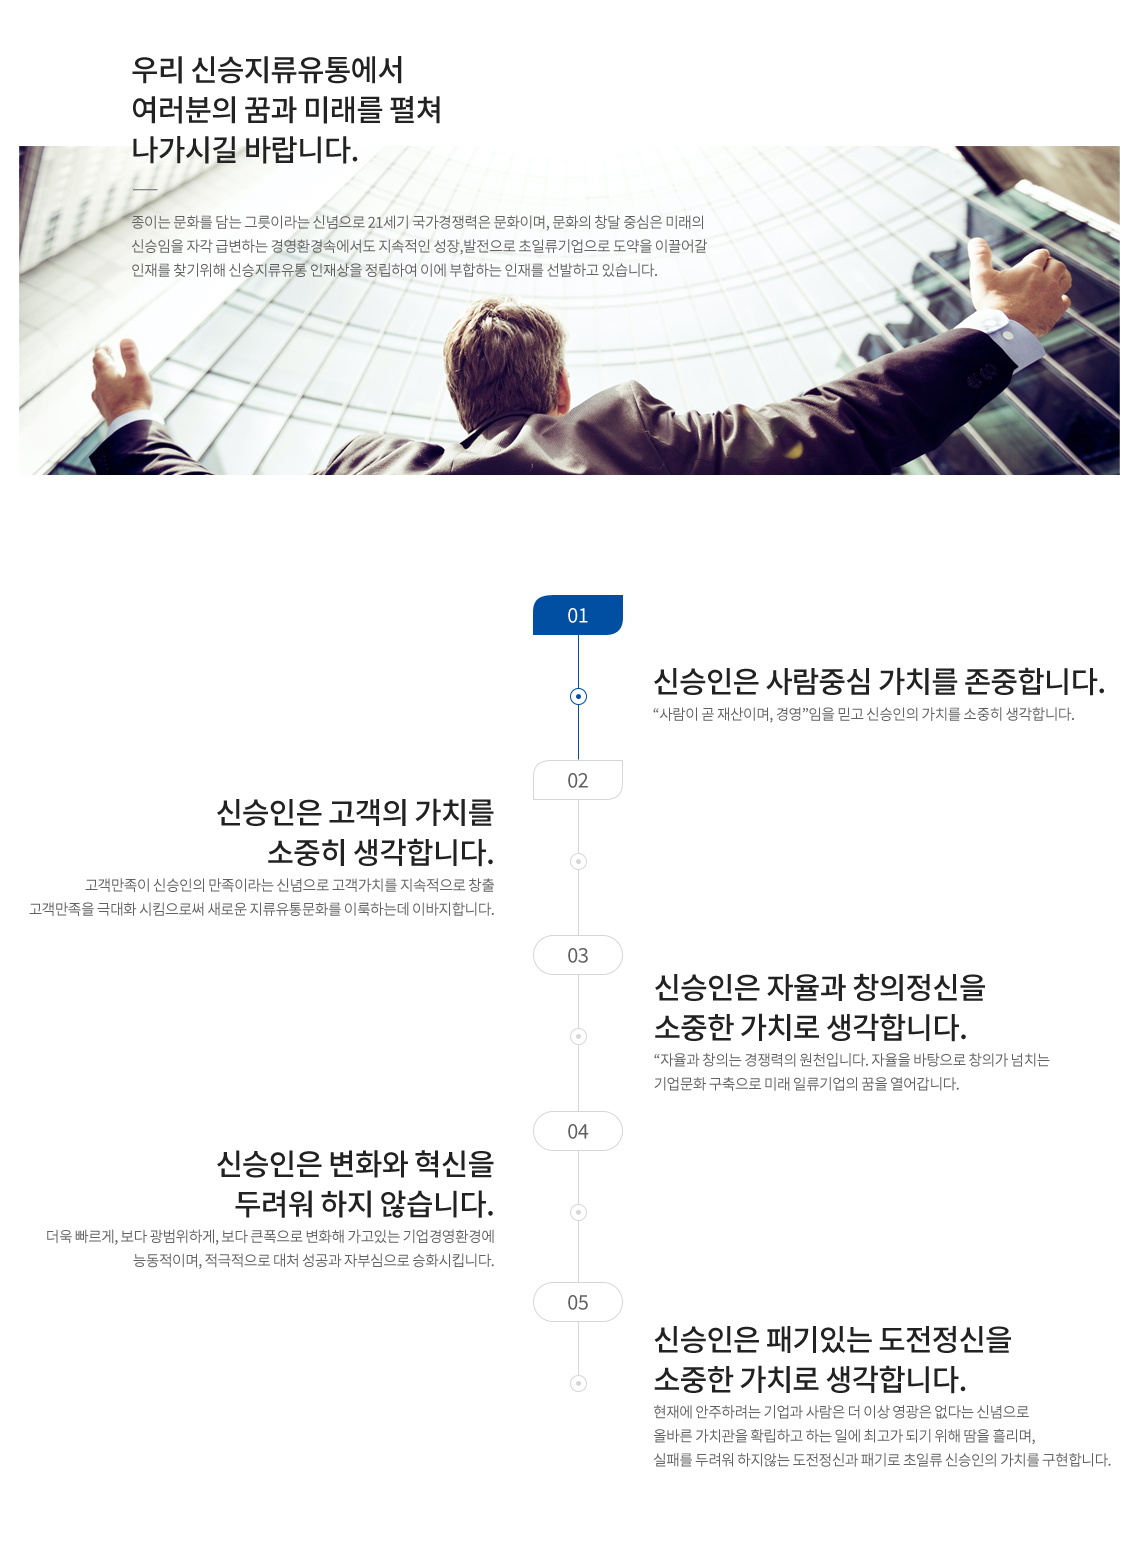 우리 신승지류유통에서
여러분의 꿈과 미래를 펼쳐
나가시길 바랍니다.
종이는 문화를 담는 그릇이라는 신념으로 21세기 국가경쟁력은 문화이며, 문화의 창달 중심은 미래의
신승임을 자각 급변하는 경영환경속에서도 지속적인 성장,발전으로 초일류기업으로 도약을 이끌어갈
인재를 찾기위해 신승지류유통 인재상을 정립하여 이에 부합하는 인재를 선발하고 있습니다.
01
신승인은 사람중심 가치를 존중합니다.
“사람이 곧 재산이며, 경영”임을 믿고 신승인의 가치를 소중히 생각합니다.
02
신승인은 고객의 가치를
소중히 생각합니다.
고객만족이 신승인의 만족이라는 신념으로 고객가치를 지속적으로 창출
고객만족을 극대화 시킴으로써 새로운 지류유통문화를 이룩하는데 이바지합니다.
03
신승인은 자율과 창의정신을
소중한 가치로 생각합니다.
“자율과 창의는 경쟁력의 원천입니다. 자율을 바탕으로 창의가 넘치는
기업문화 구축으로 미래 일류기업의 꿈을 열어갑니다.
04
신승인은 변화와 혁신을
두려워 하지 않습니다.
더욱 빠르게, 보다 광범위하게, 보다 큰폭으로 변화해 가고있는 기업경영환경에
능동적이며, 적극적으로 대처 성공과 자부심으로 승화시킵니다.
05
신승인은 패기있는 도전정신을
소중한 가치로 생각합니다.
현재에 안주하려는 기업과 사람은 더 이상 영광은 없다는 신념으로
올바른 가치관을 확립하고 하는 일에 최고가 되기 위해 땀을 흘리며,
실패를 두려워 하지않는 도전정신과 패기로 초일류 신승인의 가치를 구현합니다.